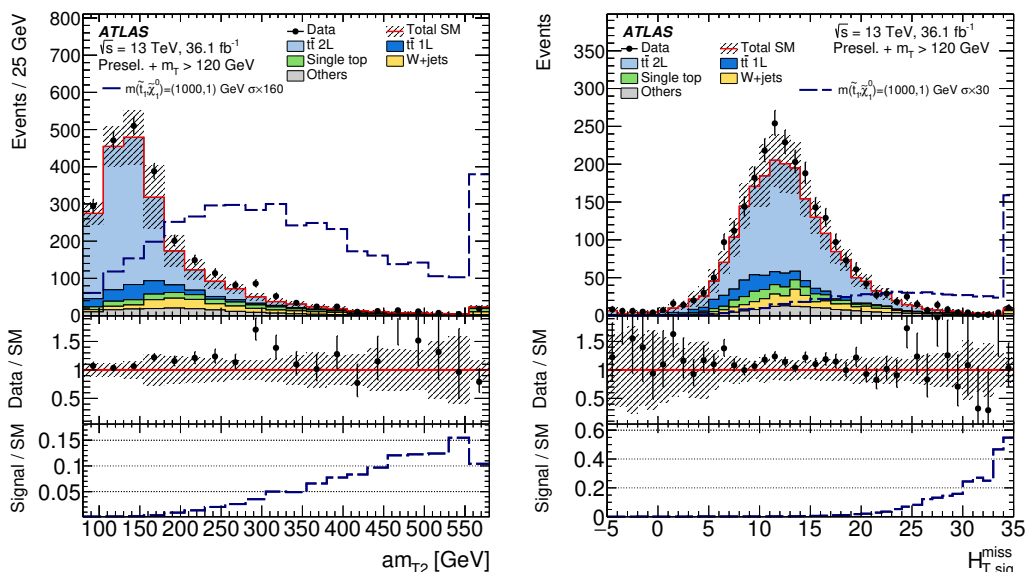 ATLAS
√s = 13 TeV, 36.1 fb⁻¹
Presel. + m_T > 120 GeV
Data
Total SM
tt̄ 2L
tt̄ 1L
Single top
W+jets
Others
m(t̃₁,χ̃₁⁰)=(1000,1) GeV σ×160
Events / 25 GeV
800
700
600
500
400
300
200
100
0
Data / SM
1.5
1
0.5
Signal / SM
0.15
0.1
0.05
100 150 200 250 300 350 400 450 500 550
am_T2 [GeV]
ATLAS
√s = 13 TeV, 36.1 fb⁻¹
Presel. + m_T > 120 GeV
Data
Total SM
tt̄ 2L
tt̄ 1L
Single top
W+jets
Others
m(t̃₁,χ̃₁⁰)=(1000,1) GeV σ×30
Events
350
300
250
200
150
100
50
0
Data / SM
1.5
1
0.5
Signal / SM
0.6
0.4
0.2
0
−5 0 5 10 15 20 25 30 35
H_T,sig^miss